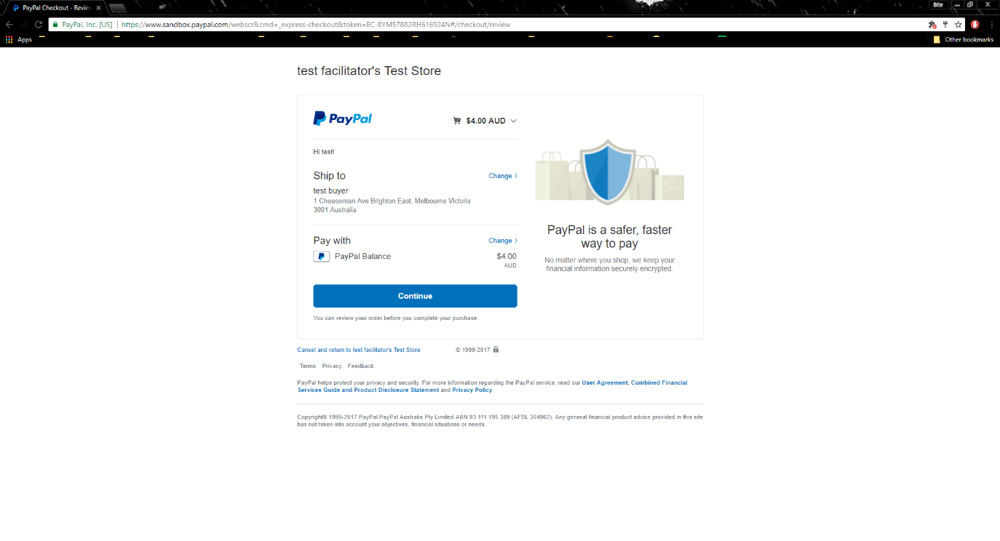 PayPal Checkout - Review
Bite
PayPal, Inc. [US] | https://www.sandbox.paypal.com/webscr&cmd=_express-checkout&token=EC-8YM57882RH616924N#/checkout/review
Apps
Other bookmarks
test facilitator's Test Store
PayPal
$4.00 AUD
Hi test!
Ship to
Change >
test buyer
1 Cheeseman Ave Brighton East, Melbourne Victoria
3001 Australia
Pay with
Change >
PayPal Balance
$4.00
AUD
Continue
You can review your order before you complete your purchase.
PayPal is a safer, faster
way to pay
No matter where you shop, we keep your
financial information securely encrypted.
Cancel and return to test facilitator's Test Store
© 1999-2017
Terms Privacy Feedback
PayPal helps protect your privacy and security. For more information regarding the PayPal service, read our User Agreement, Combined Financial
Services Guide and Product Disclosure Statement and Privacy Policy.
Copyright© 1999-2017 PayPal PayPal Australia Pty Limited ABN 93 111 195 389 (AFSL 304962). Any general financial product advice provided in this site
has not taken into account your objectives, financial situations or needs.